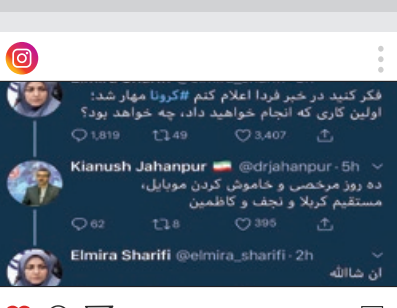 فکر کنید در خبر فردا اعلام کنم #کرونا مهار شد؛
اولین کاری که انجام خواهید داد، چه خواهد بود؟
1,819 49 3,407
Kianush Jahanpur 🇮🇷 @drjahanpur · 5h
ده روز مرخصی و خاموش کردن موبایل،
مستقیم کربلا و نجف و کاظمین
62 8 395
Elmira Sharifi @elmira_sharifi · 2h
ان شاالله